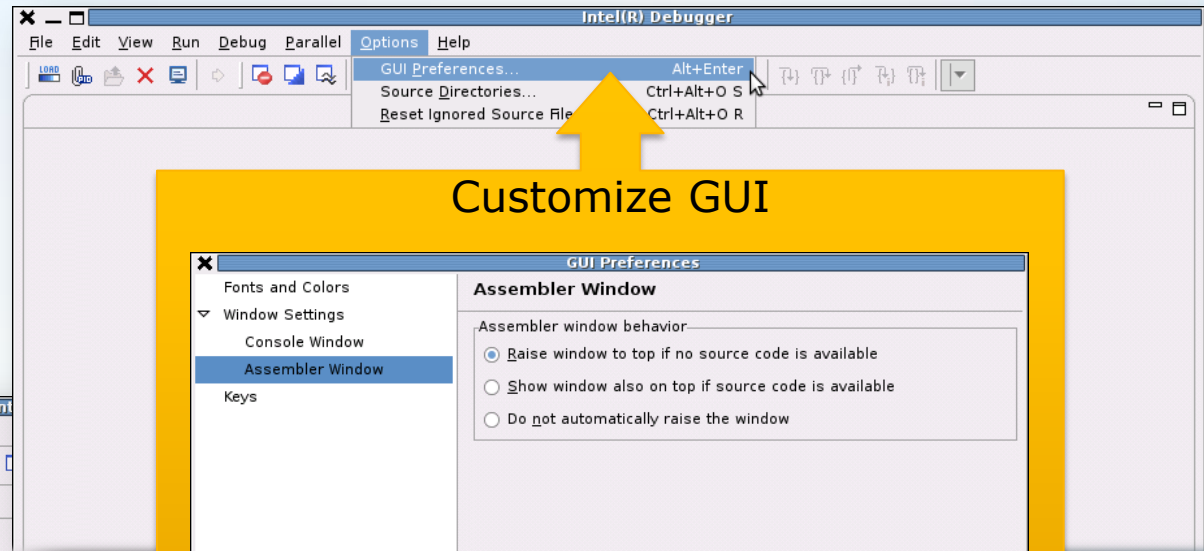 Intel(R) Debugger
File Edit View Run Debug Parallel Options Help
LOAD
GUI Preferences... Alt+Enter
Source Directories... Ctrl+Alt+O S
Reset Ignored Source File Ctrl+Alt+O R
Customize GUI
GUI Preferences
Fonts and Colors
Assembler Window
Window Settings
Assembler window behavior
Console Window
Raise window to top if no source code is available
Assembler Window
Show window also on top if source code is available
Keys
Do not automatically raise the window